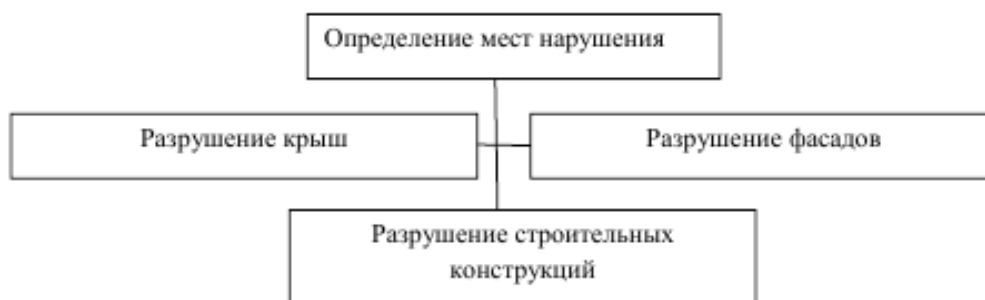 Определение мест нарушения
Разрушение крыш
Разрушение фасадов
Разрушение строительных
конструкций